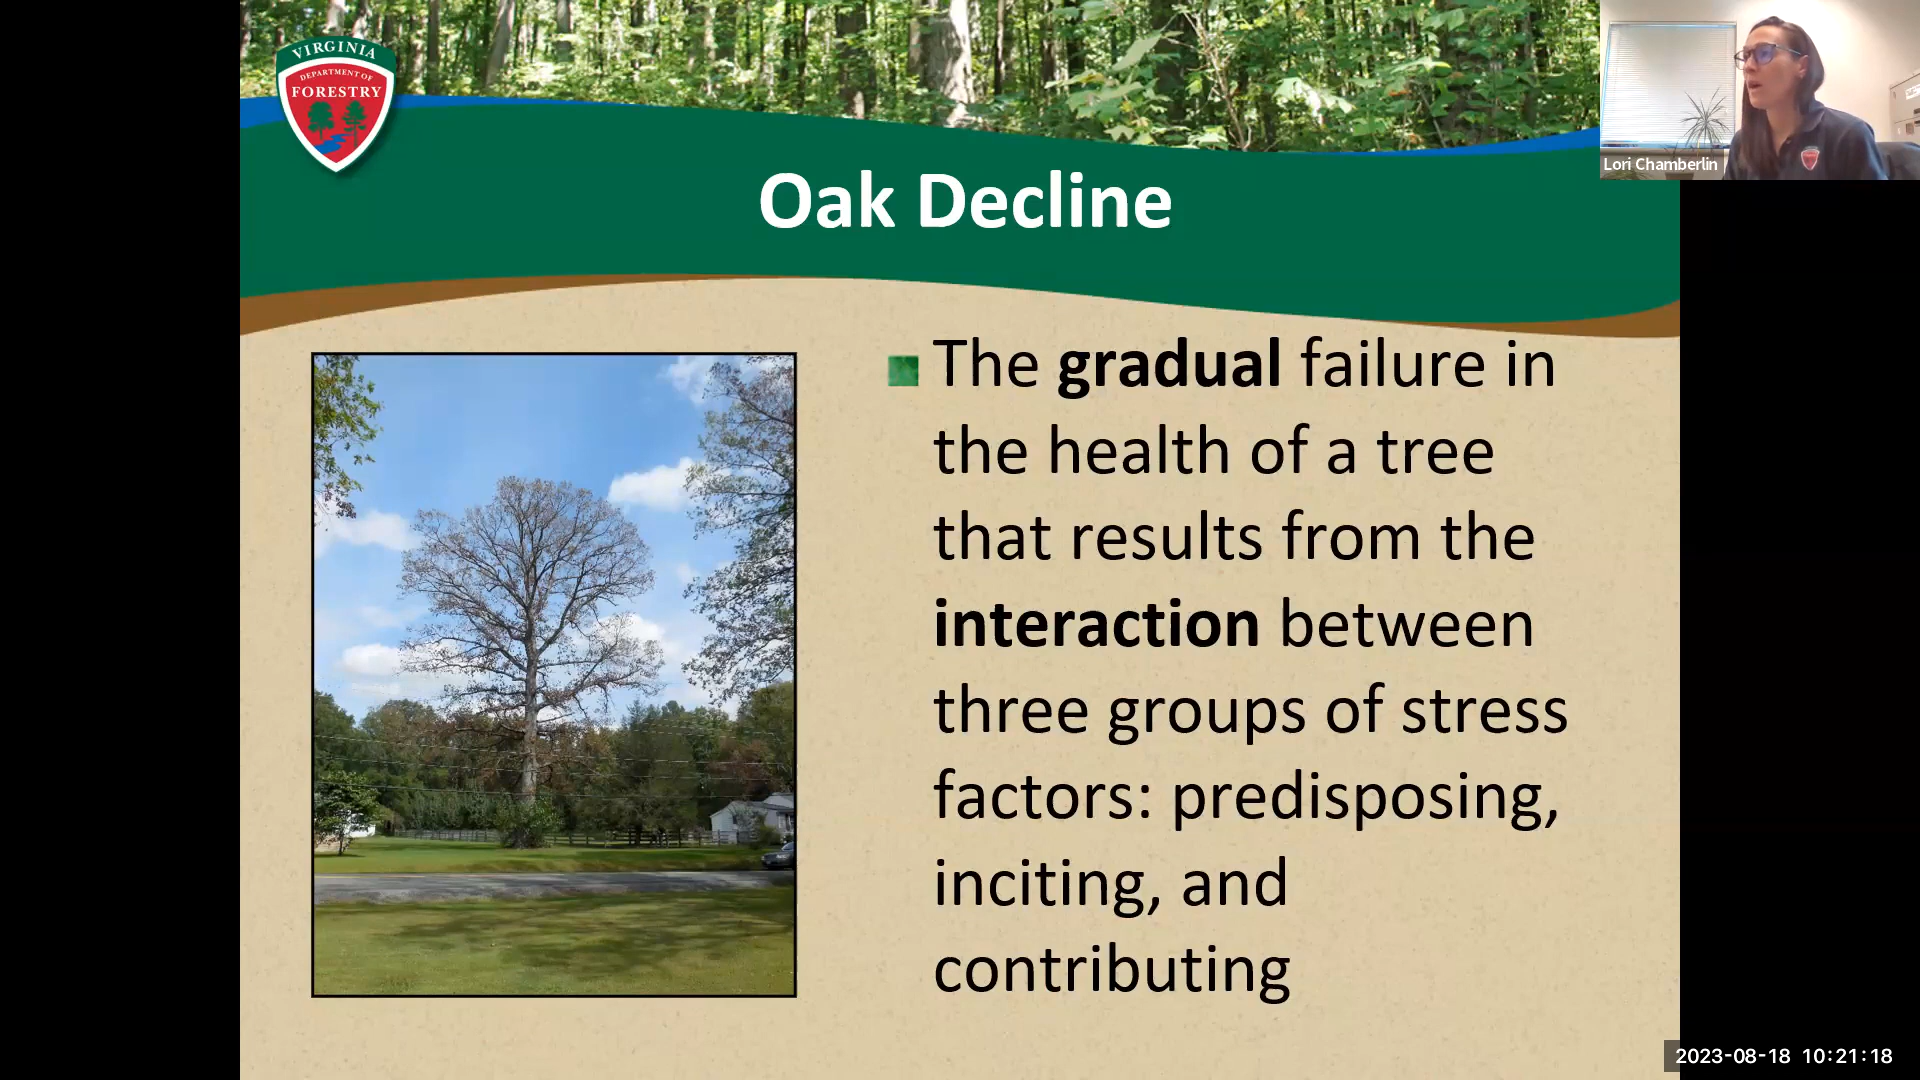 VIRGINIA
DEPARTMENT OF
FORESTRY
Lori Chamberlin
Oak Decline
The gradual failure in
the health of a tree
that results from the
interaction between
three groups of stress
factors: predisposing,
inciting, and
contributing
2023-08-18 10:21:18